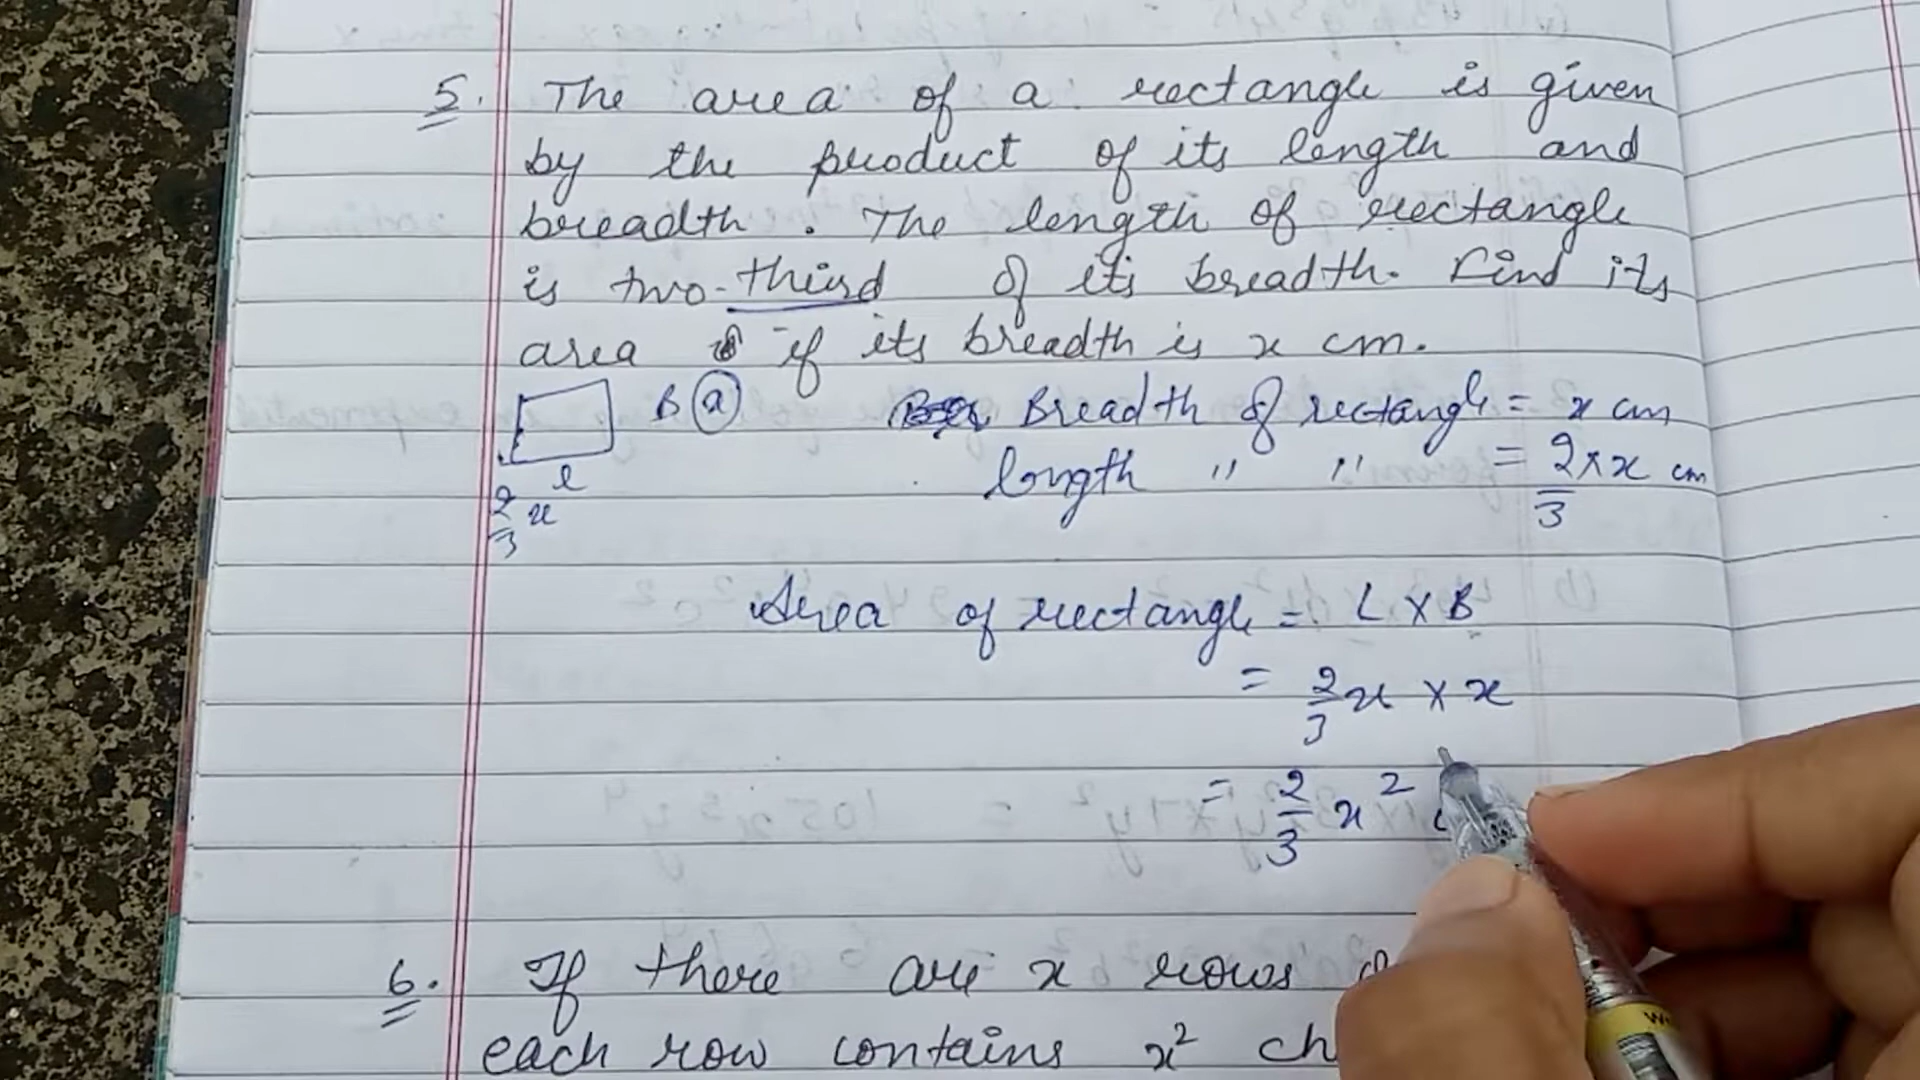 5. The area of a rectangle is given
by the product of its length and
breadth. The length of rectangle
is two-third of its breadth. Find its
area if its breadth is x cm.
B x Breadth of rectangle = x cm
l length " " = 2/3 × x cm
2/3 x
Area of rectangle = L × B
= 2/3 x × x
= 2/3 x²
6. If there are x rows
each row contains x² ch